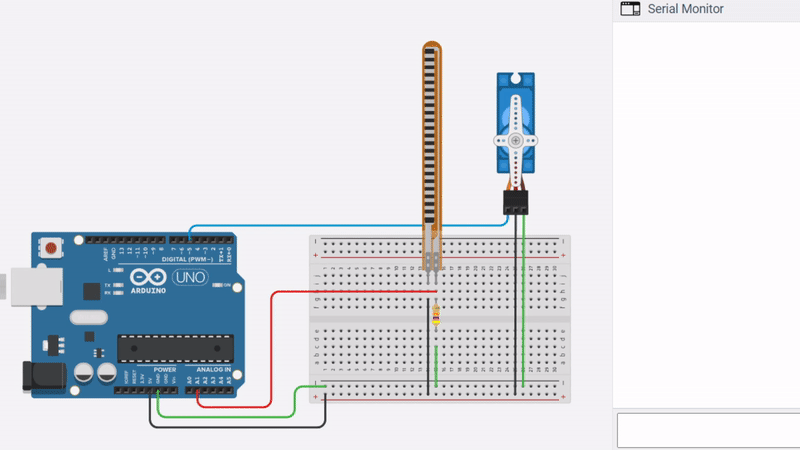 Serial Monitor
AREF
GND
13
12
~11
~10
~9
8
7
~6
~5
4
~3
2
TX→1
RX←0
DIGITAL (PWM~)
L
TX
RX
ON
UNO
ARDUINO
POWER
ANALOG IN
IOREF
RESET
3.3V
5V
GND
GND
Vin
A0
A1
A2
A3
A4
A5